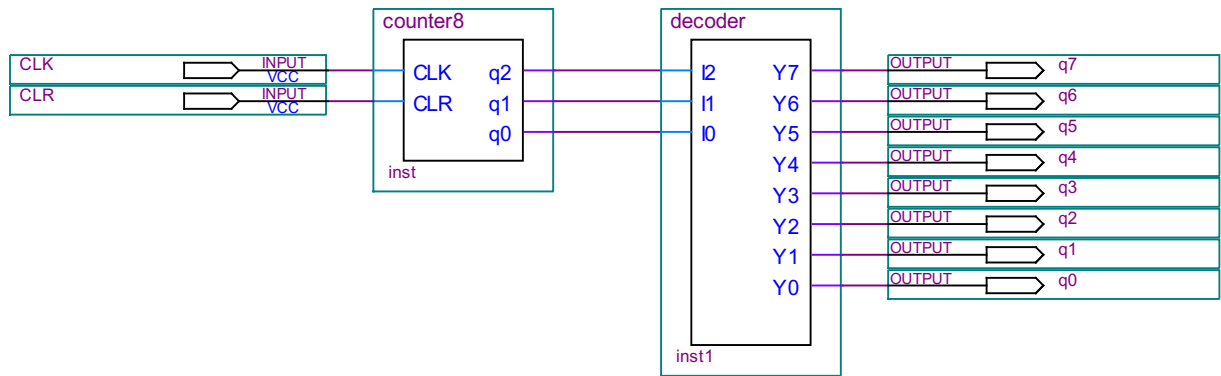 counter8
decoder
CLK INPUT VCC
CLR INPUT VCC
CLK q2
CLR q1
q0
inst
I2 Y7
I1 Y6
I0 Y5
Y4
Y3
Y2
Y1
Y0
inst1
OUTPUT q7
OUTPUT q6
OUTPUT q5
OUTPUT q4
OUTPUT q3
OUTPUT q2
OUTPUT q1
OUTPUT q0